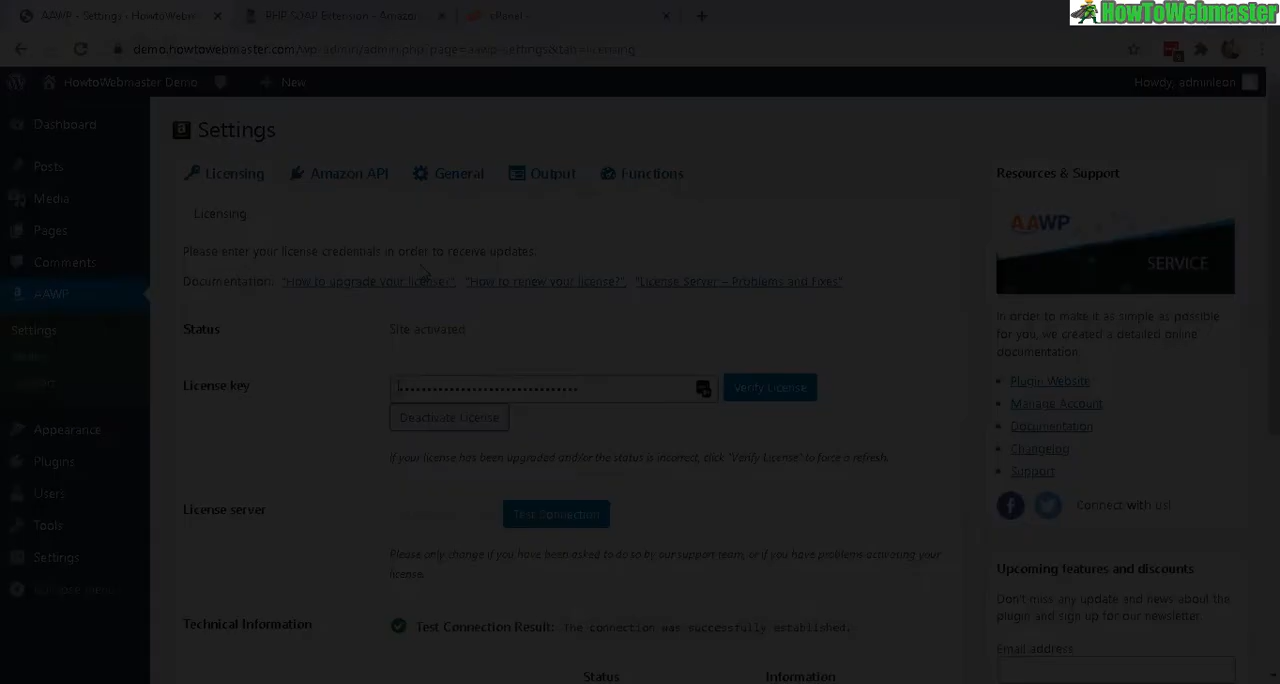 HowToWebmaster
AAWP - Settings - HowtoWebm
PHP SOAP Extension - Amazon
cPanel -
demo.howtowebmaster.com/wp-admin/admin.php?page=aawp-settings&tab=licensing
HowtoWebmaster Demo
New
Howdy, adminleon
Dashboard
Posts
Media
Pages
Comments
AAWP
Settings
Appearance
Plugins
Users
Tools
Settings
Collapse menu
Settings
Licensing
Amazon API
General
Output
Functions
Licensing
Please enter your license credentials in order to receive updates.
Documentation: "How to upgrade your license?", "How to renew your license?", "License Server – Problems and Fixes"
Status
Site activated
License key
Verify License
Deactivate License
If your license has been upgraded and/or the status is incorrect, click "Verify License" to force a refresh.
License server
Test Connection
Please only change if you have been asked to do so by our support team, or if you have problems activating your
license.
Technical Information
Test Connection Result: The connection was successfully established.
Status
Information
Resources & Support
AAWP
SERVICE
In order to make it as simple as possible
for you, we created a detailed online
documentation.
Plugin Website
Manage Account
Documentation
Changelog
Support
Connect with us!
Upcoming features and discounts
Don't miss any update and news about the
plugin and sign up for our newsletter.
Email address